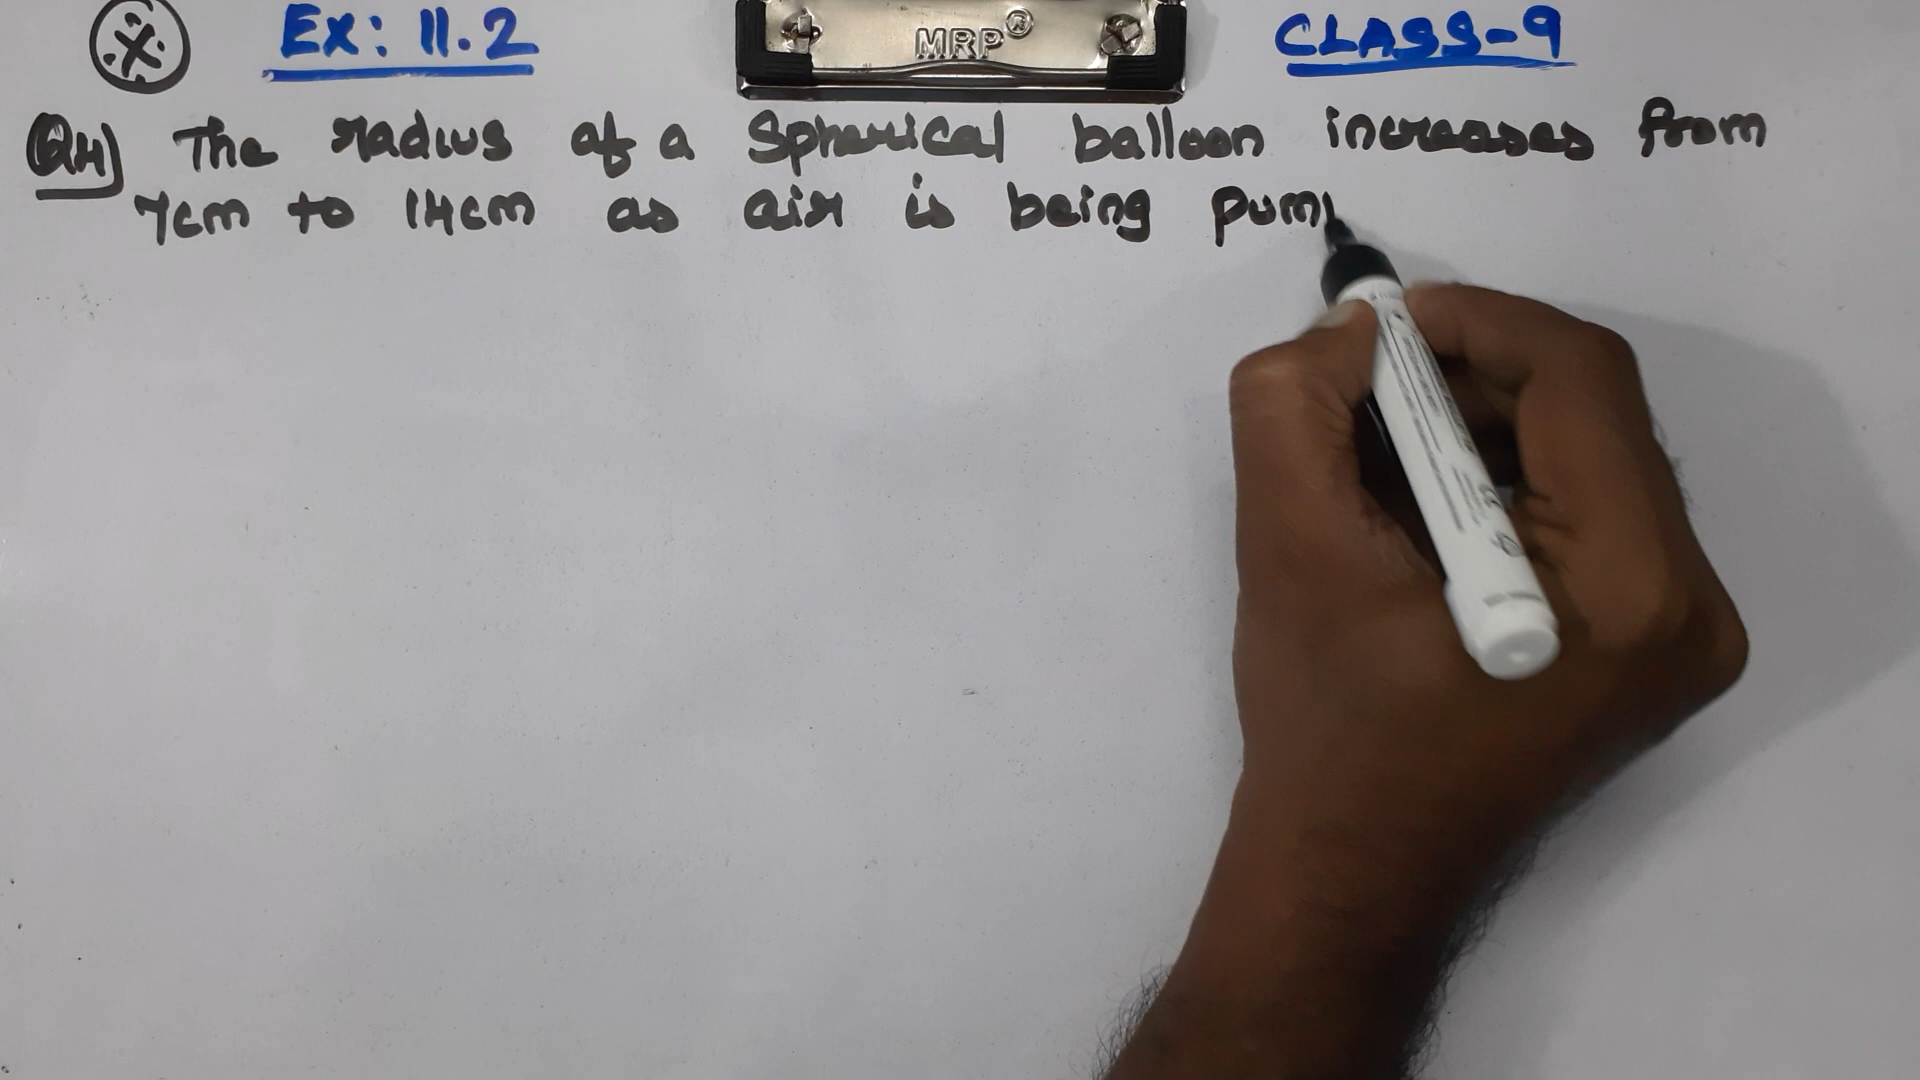 Ex: 11.2
MRP®
CLASS-9
Q4) The radius of a Spherical balloon increases from
7cm to 14cm as air is being pum